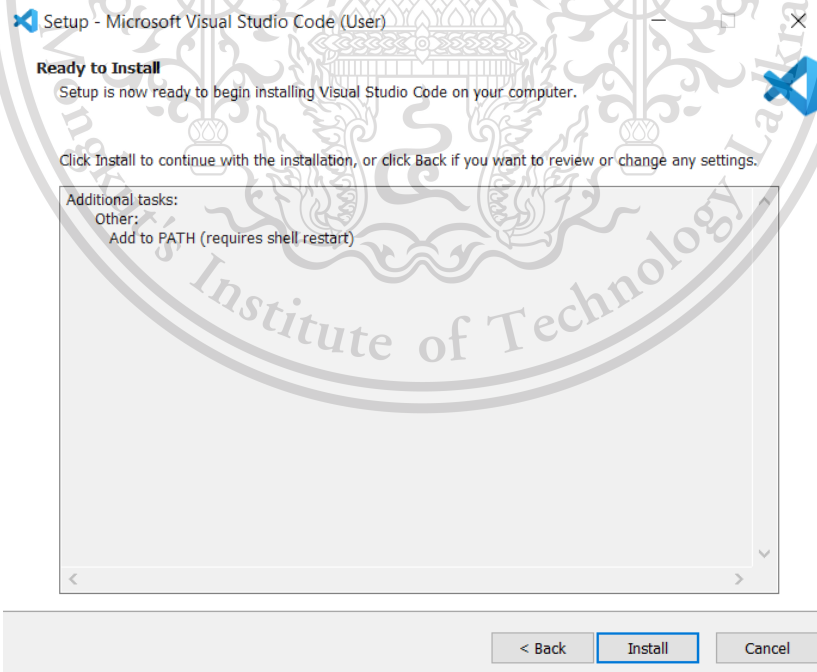 Setup - Microsoft Visual Studio Code (User)
Ready to Install
Setup is now ready to begin installing Visual Studio Code on your computer.
Click Install to continue with the installation, or click Back if you want to review or change any settings.
Additional tasks:
Other:
Add to PATH (requires shell restart)
< Back
Install
Cancel
ngkut's Institute of Technology Ladkra